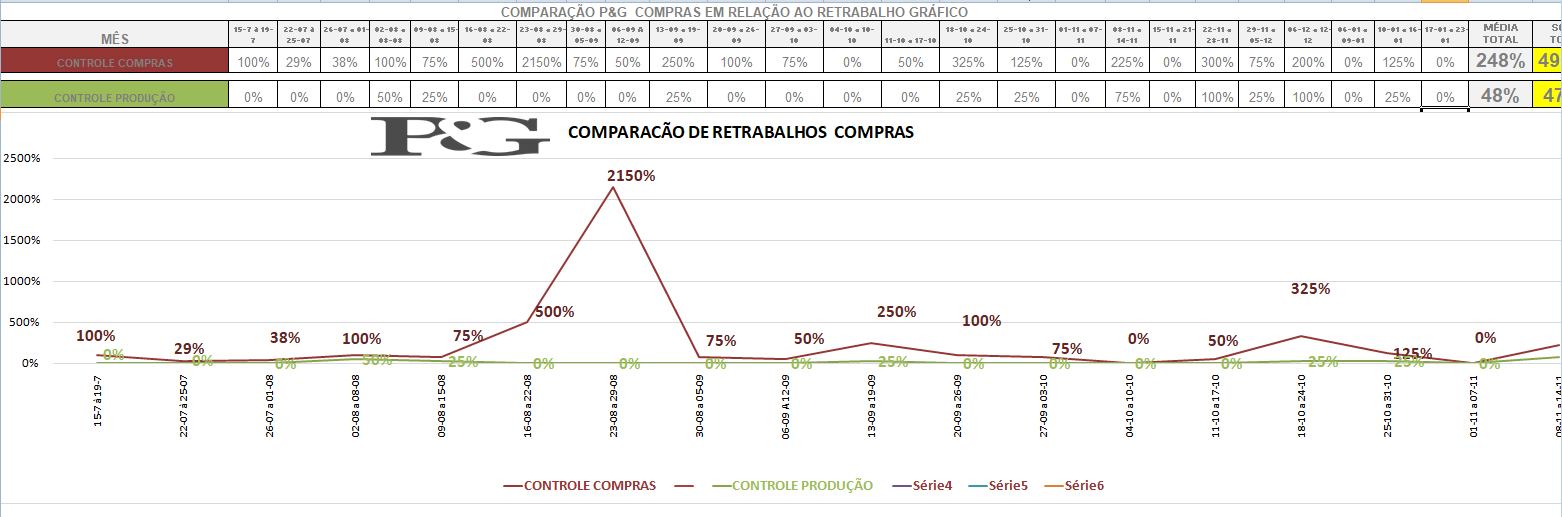 COMPARAÇÃO P&G COMPRAS EM RELAÇÃO AO RETRABALHO GRÁFICO
MÊS 15-7 à 19-7 22-07 à 25-07 26-07 a 01-08 02-08 a 08-08 09-08 a 15-08 16-08 a 22-08 23-08 a 29-08 30-08 a 05-09 06-09 A 12-09 13-09 a 19-09 20-09 a 26-09 27-09 a 03-10 04-10 a 10-10 11-10 a 17-10 18-10 a 24-10 25-10 a 31-10 01-11 a 07-11 08-11 a 14-11 15-11 a 21-11 22-11 a 28-11 29-11 a 05-12 06-12 a 12-12 06-01 a 09-01 10-01 a 16-01 17-01 a 23-01 MÉDIA TOTAL
CONTROLE COMPRAS 100% 29% 38% 100% 75% 500% 2150% 75% 50% 250% 100% 75% 0% 50% 325% 125% 0% 225% 0% 300% 75% 200% 0% 125% 0% 248% 49
CONTROLE PRODUÇÃO 0% 0% 0% 50% 25% 0% 0% 0% 0% 25% 0% 0% 0% 0% 25% 25% 0% 75% 0% 100% 25% 100% 0% 25% 0% 48% 47
P&G COMPARACÃO DE RETRABALHOS COMPRAS
2500%
2150%
2000%
1500%
1000%
325%
500% 500% 250% 100%
100% 29% 38% 100% 75% 75% 50% 75% 0% 50% 125% 0%
0% 0% 0% 0% 50% 25% 0% 0% 0% 0% 25% 0% 0% 0% 0% 25% 25% 0%
15-7 à 19-7 22-07 à 25-07 26-07 a 01-08 02-08 a 08-08 09-08 a 15-08 16-08 a 22-08 23-08 a 29-08 30-08 a 05-09 06-09 A 12-09 13-09 a 19-09 20-09 a 26-09 27-09 a 03-10 04-10 a 10-10 11-10 a 17-10 18-10 a 24-10 25-10 a 31-10 01-11 a 07-11 08-11 a 14-11
CONTROLE COMPRAS CONTROLE PRODUÇÃO Série4 Série5 Série6